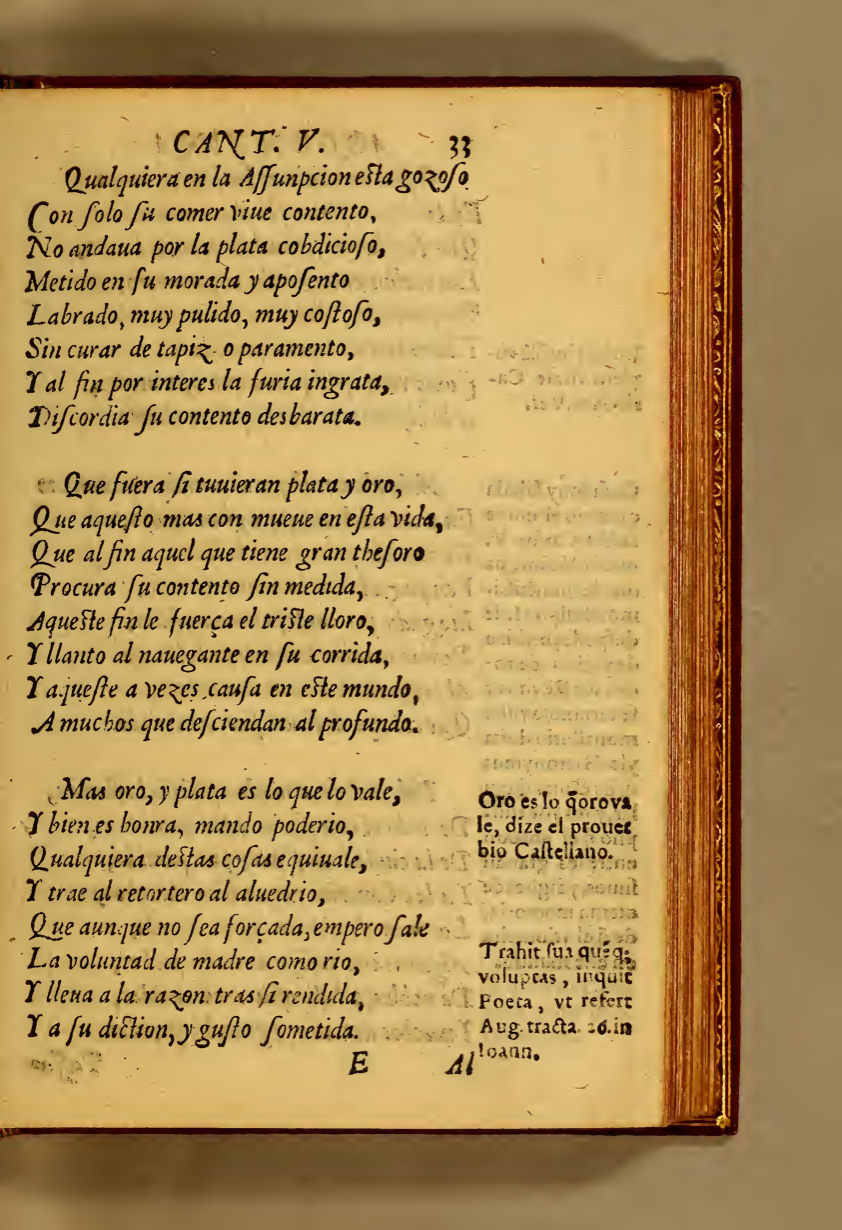 CANT. V. 33
Qualquiera en la Aſſunpcion eſta gozoſo
Con ſolo ſu comer viue contento,
No andaua por la plata cobdicioſo,
Metido en ſu morada y apoſento
Labrado, muy pulido, muy coſtoſo,
Sin curar de tapiz o paramento,
Y al fin por interes la furia ingrata,
Diſcordia ſu contento desbarata.
Que fuera ſi tuuieran plata y oro,
Que aqueſto mas con mueue en eſta vida,
Que al fin aquel que tiene gran theſoro
Procura ſu contento ſin medida,
Aqueſte fin le fuerça el triſte lloro,
Y llanto al nauegante en ſu corrida,
Y aqueſte a vezes cauſa en eſte mundo,
A muchos que deſciendan al profundo.
Mas oro, y plata es lo que lo vale,
Y bien es honra, mando poderio,
Qualquiera deſtas coſas equiuale,
Y trae al retortero al aluedrio,
Que aunque no ſea forçada, empero ſale
La voluntad de madre como rio,
Y lleua a la razon tras ſi rendida,
Y a ſu diction, y guſto ſometida.
E Al
Oro es lo q̄ oro va
le, dize el prouer
bio Caſtellano.
Trahit ſua quẽq;
voluptas, inquit
Poeta, vt refert
Aug. tracta. 26. in
Ioann.